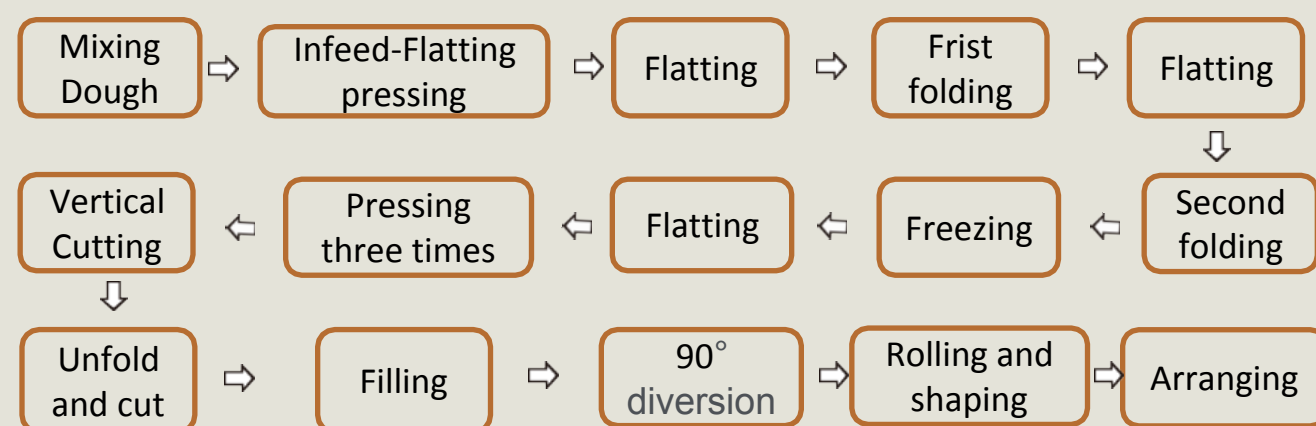 Mixing
Dough
Infeed-Flatting
pressing
Flatting
Frist
folding
Flatting
Second
folding
Freezing
Flatting
Pressing
three times
Vertical
Cutting
Unfold
and cut
Filling
90°
diversion
Rolling and
shaping
Arranging